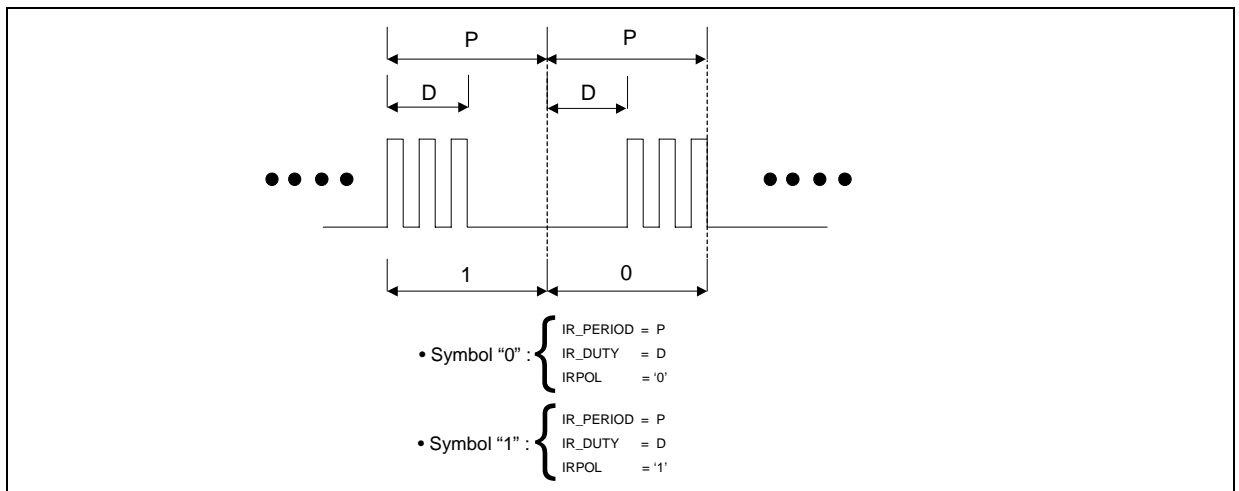 P P
D D
1 0
• Symbol “0” : IR_PERIOD = P
IR_DUTY = D
IRPOL = ‘0’
• Symbol “1” : IR_PERIOD = P
IR_DUTY = D
IRPOL = ‘1’